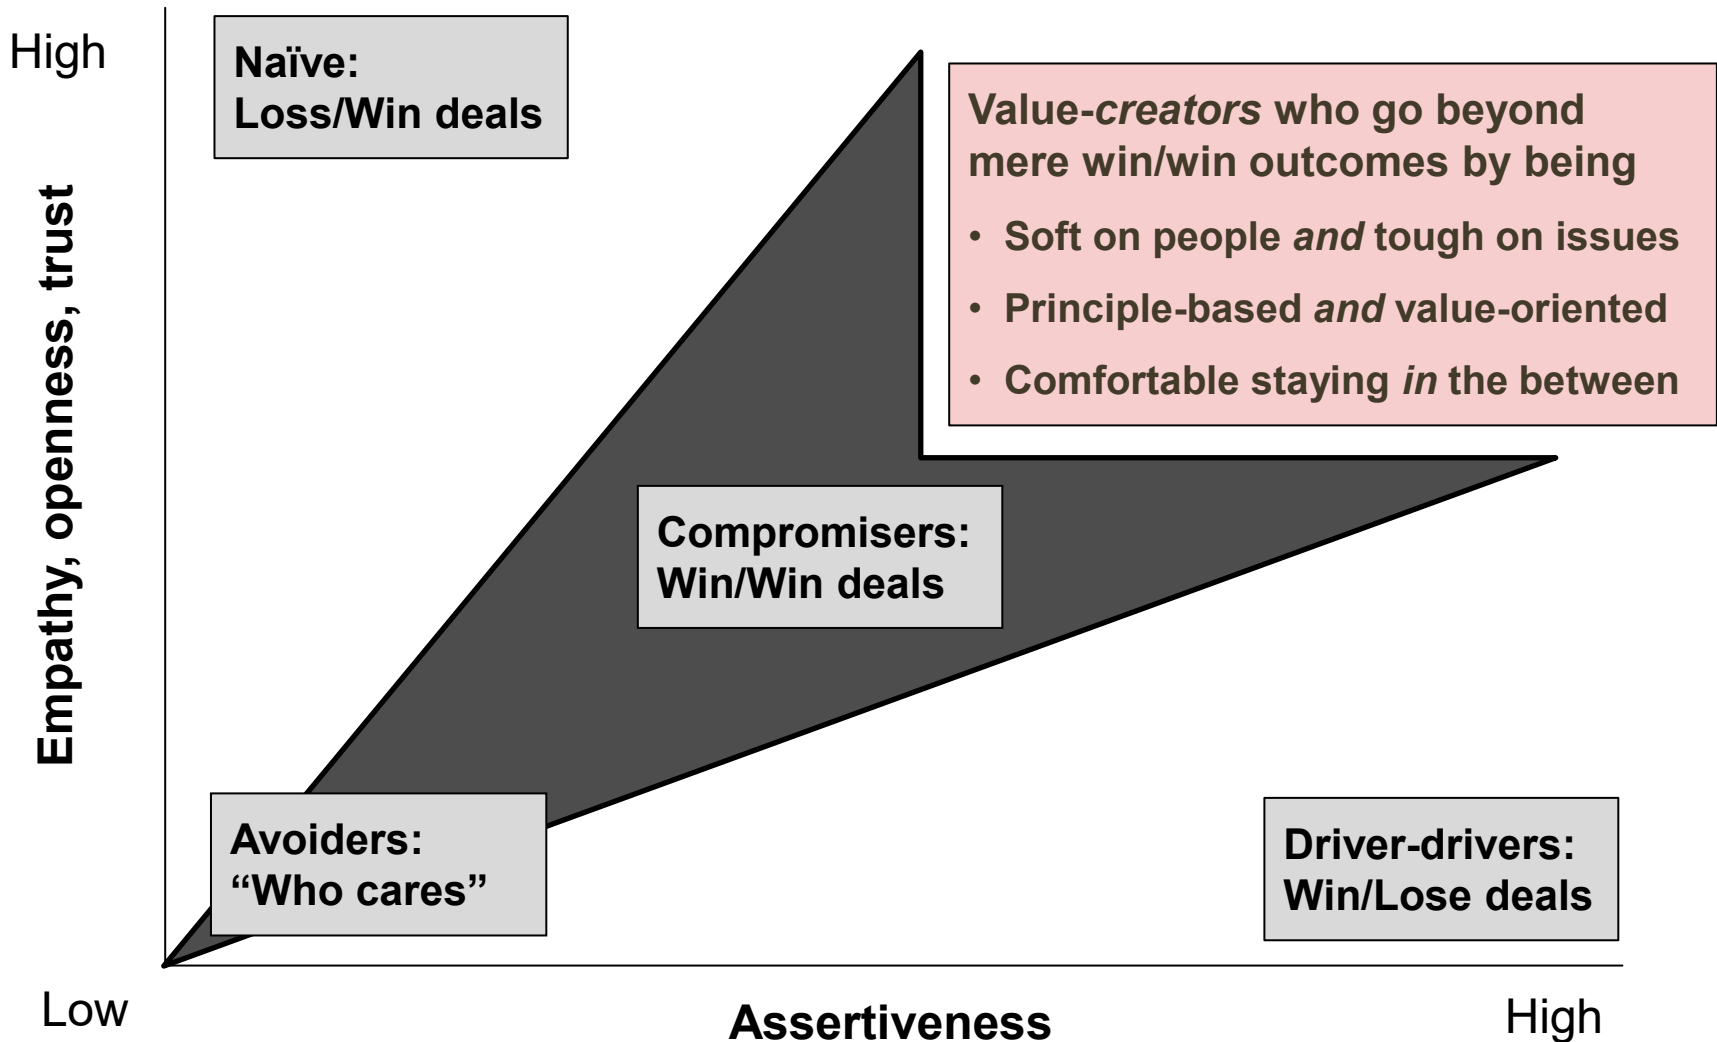 High
Naïve:
Loss/Win deals
Value-creators who go beyond
mere win/win outcomes by being
• Soft on people and tough on issues
• Principle-based and value-oriented
• Comfortable staying in the between
Empathy, openness, trust
Compromisers:
Win/Win deals
Avoiders:
“Who cares”
Driver-drivers:
Win/Lose deals
Low
Assertiveness
High